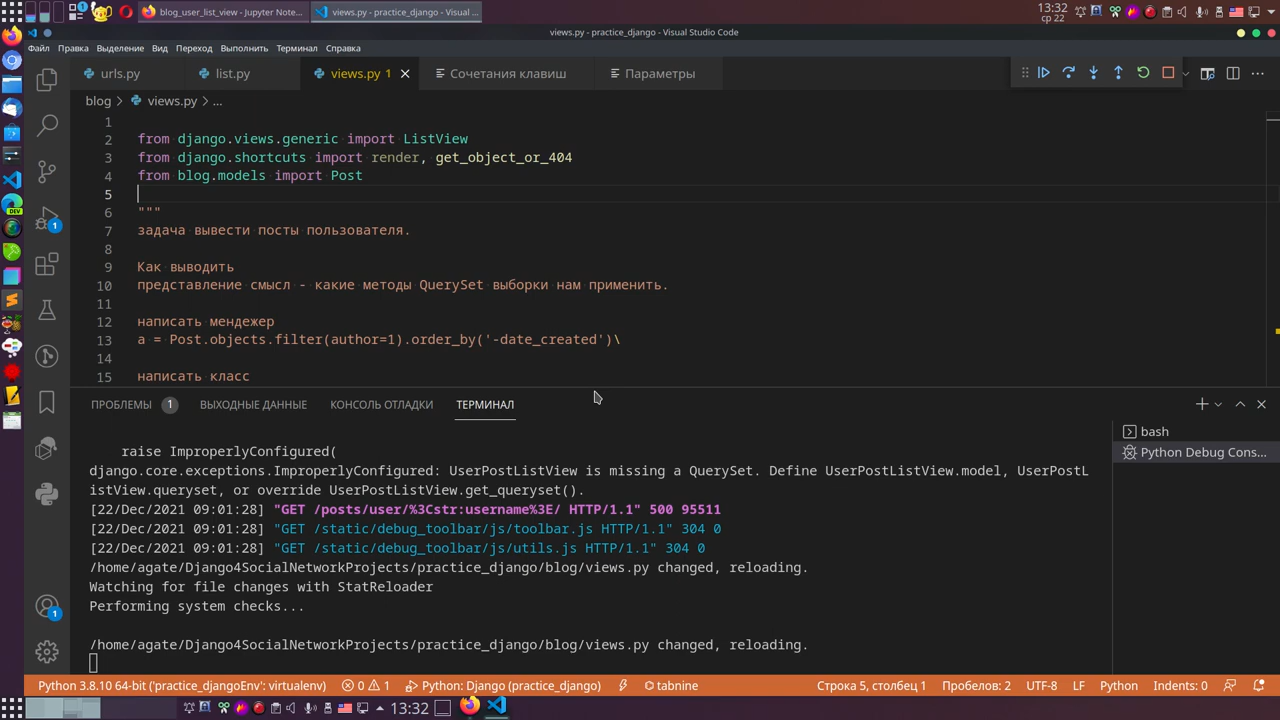 blog_user_list_view - Jupyter Note...
views.py - practice_django - Visual ...
13:32
ср 22
views.py - practice_django - Visual Studio Code
Файл Правка Выделение Вид Переход Выполнить Терминал Справка
urls.py list.py views.py 1 Сочетания клавиш Параметры
blog > views.py > ...
1
2 from django.views.generic import ListView
3 from django.shortcuts import render, get_object_or_404
4 from blog.models import Post
5
6 """
7 задача вывести посты пользователя.
8
9 Как выводить
10 представление смысл - какие методы QuerySet выборки нам применить.
11
12 написать мендежер
13 a = Post.objects.filter(author=1).order_by('-date_created')\
14
15 написать класс
ПРОБЛЕМЫ 1 ВЫХОДНЫЕ ДАННЫЕ КОНСОЛЬ ОТЛАДКИ ТЕРМИНАЛ
bash
Python Debug Cons...
raise ImproperlyConfigured(
django.core.exceptions.ImproperlyConfigured: UserPostListView is missing a QuerySet. Define UserPostListView.model, UserPostL
istView.queryset, or override UserPostListView.get_queryset().
[22/Dec/2021 09:01:28] "GET /posts/user/%3Cstr:username%3E/ HTTP/1.1" 500 95511
[22/Dec/2021 09:01:28] "GET /static/debug_toolbar/js/toolbar.js HTTP/1.1" 304 0
[22/Dec/2021 09:01:28] "GET /static/debug_toolbar/js/utils.js HTTP/1.1" 304 0
/home/agate/Django4SocialNetworkProjects/practice_django/blog/views.py changed, reloading.
Watching for file changes with StatReloader
Performing system checks...
/home/agate/Django4SocialNetworkProjects/practice_django/blog/views.py changed, reloading.
Python 3.8.10 64-bit ('practice_djangoEnv': virtualenv) 0 1 Python: Django (practice_django) tabnine Строка 5, столбец 1 Пробелов: 2 UTF-8 LF Python Indents: 0
13:32